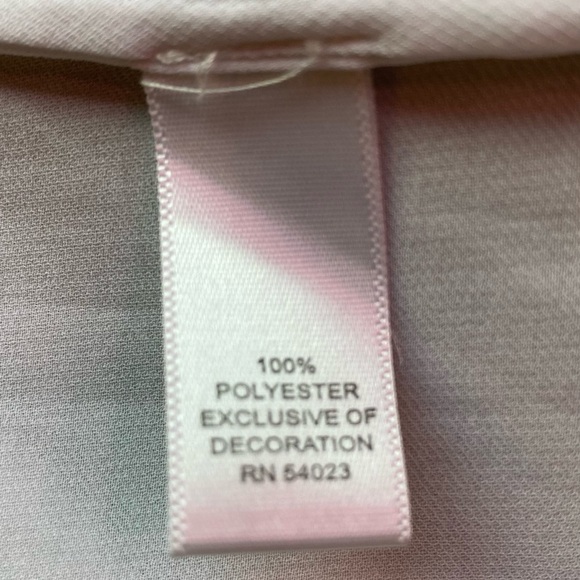 100%
POLYESTER
EXCLUSIVE OF
DECORATION
RN 54023